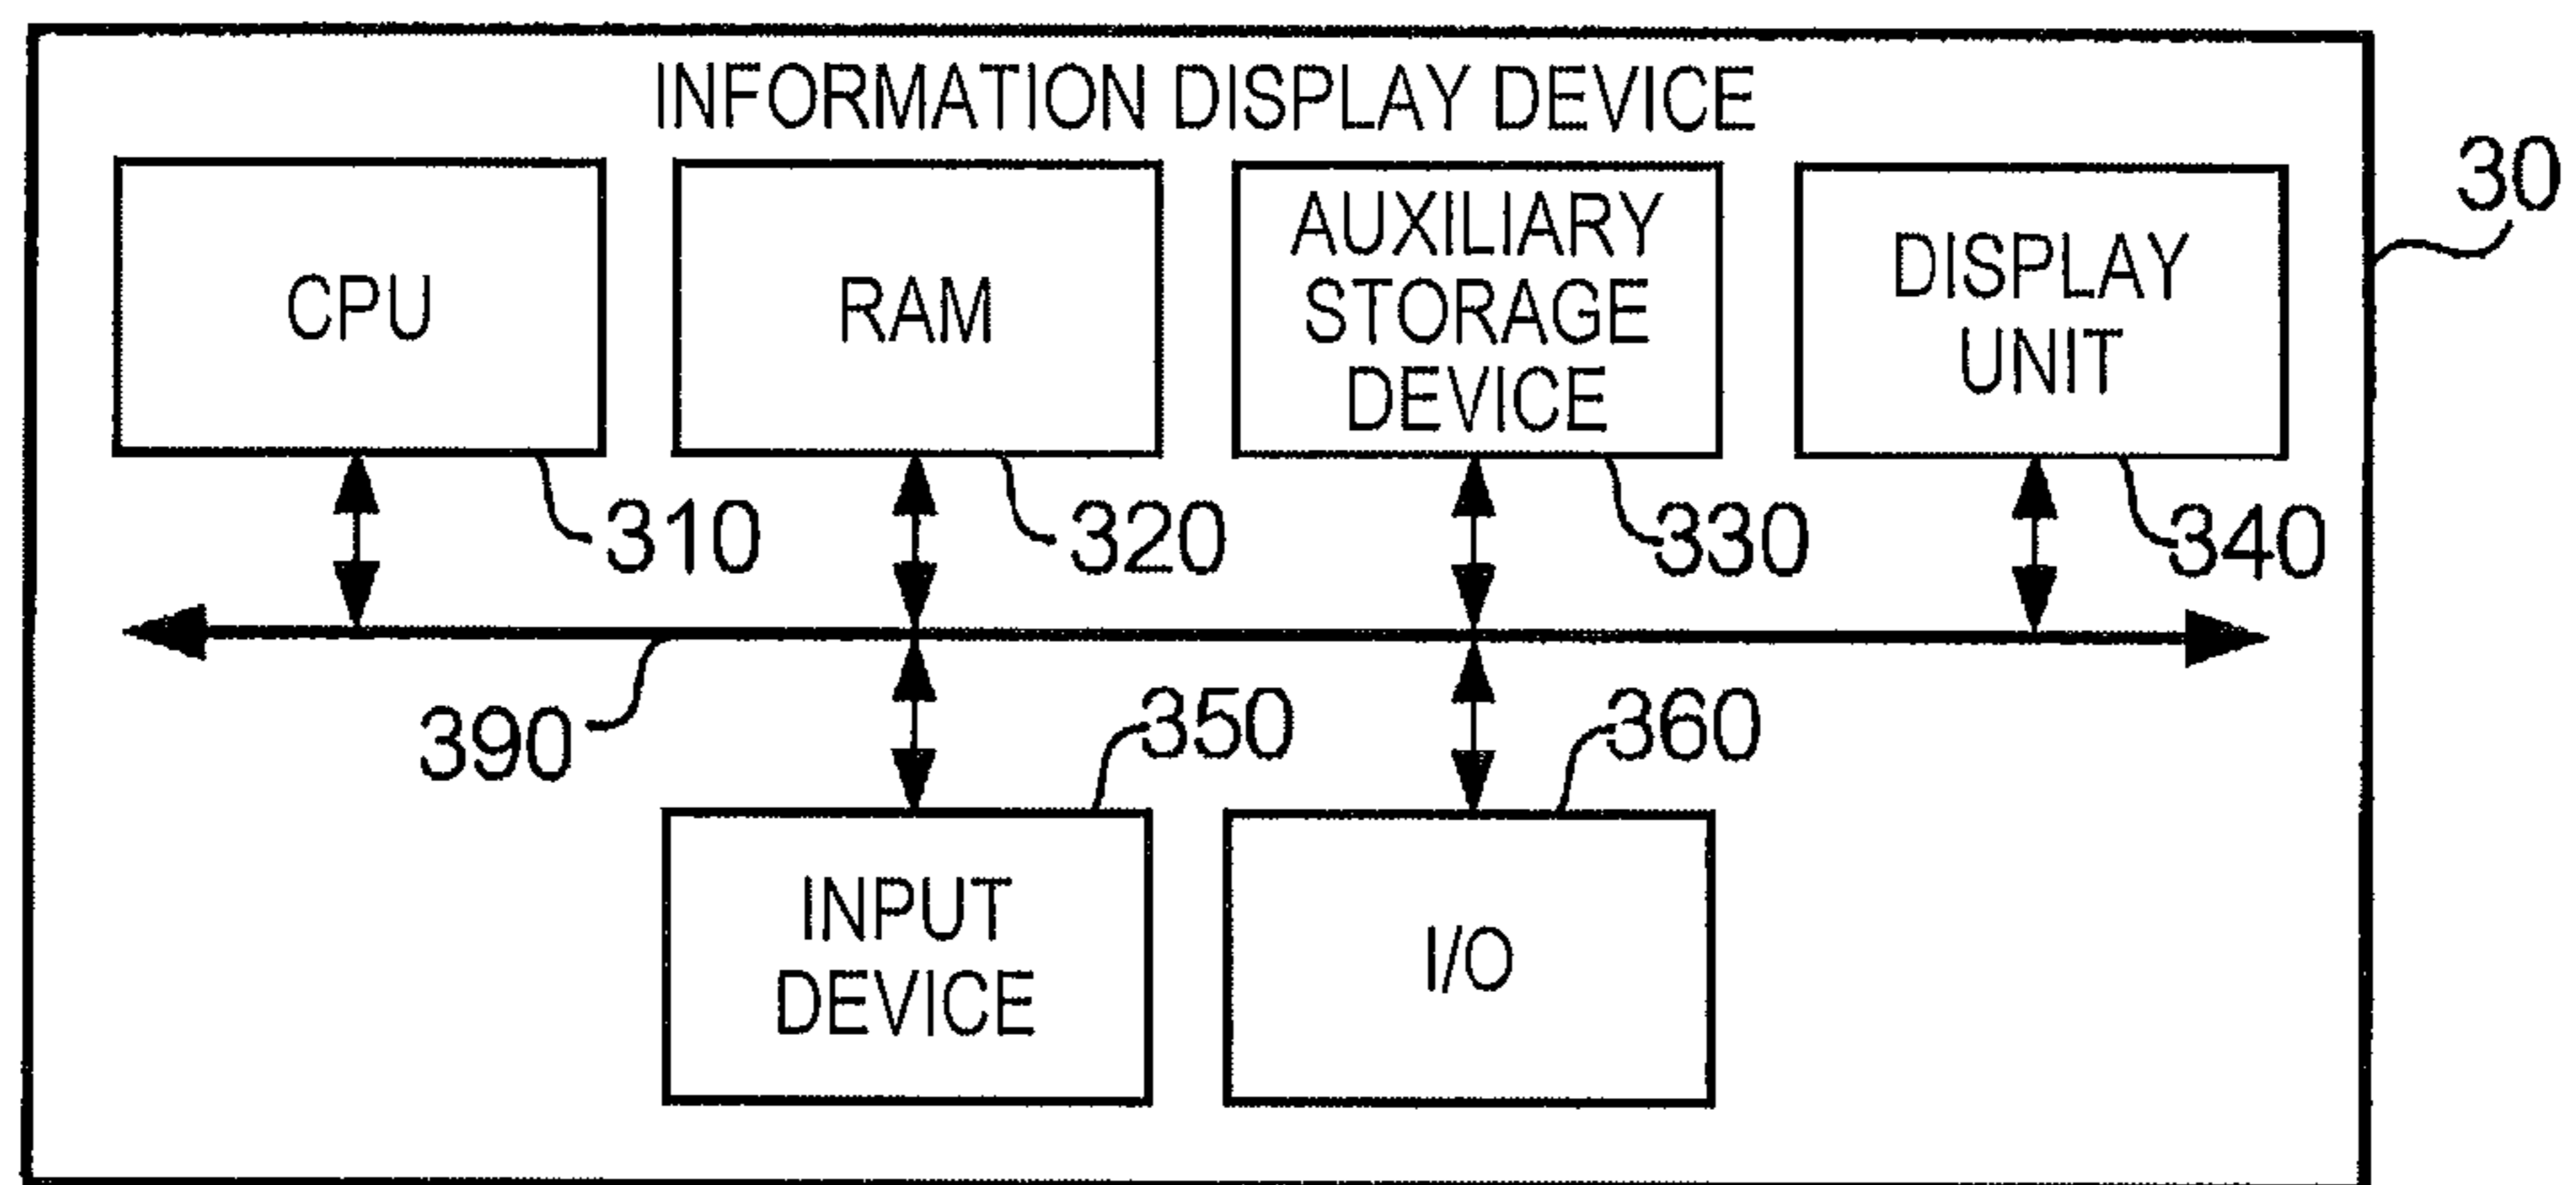 INFORMATION DISPLAY DEVICE
30
CPU
RAM
AUXILIARY
STORAGE
DEVICE
DISPLAY
UNIT
310
320
330
340
390
350
360
INPUT
DEVICE
I/O